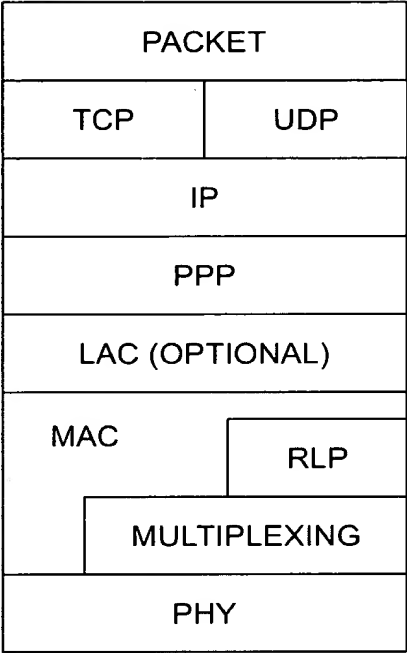 PACKET
TCP UDP
IP
PPP
LAC (OPTIONAL)
MAC
RLP
MULTIPLEXING
PHY